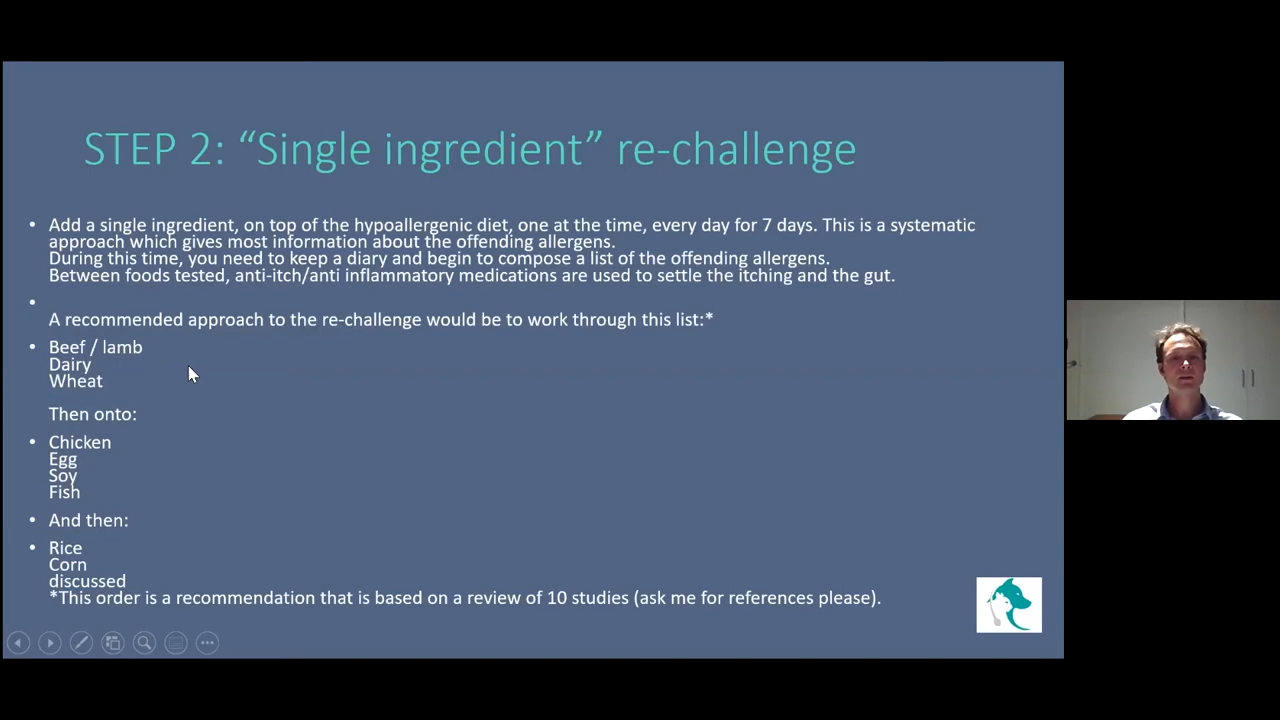 STEP 2: “Single ingredient” re-challenge
• Add a single ingredient, on top of the hypoallergenic diet, one at the time, every day for 7 days. This is a systematic
approach which gives most information about the offending allergens.
During this time, you need to keep a diary and begin to compose a list of the offending allergens.
Between foods tested, anti-itch/anti inflammatory medications are used to settle the itching and the gut.
•
A recommended approach to the re-challenge would be to work through this list:*
• Beef / lamb
Dairy
Wheat
Then onto:
• Chicken
Egg
Soy
Fish
• And then:
• Rice
Corn
discussed
*This order is a recommendation that is based on a review of 10 studies (ask me for references please).